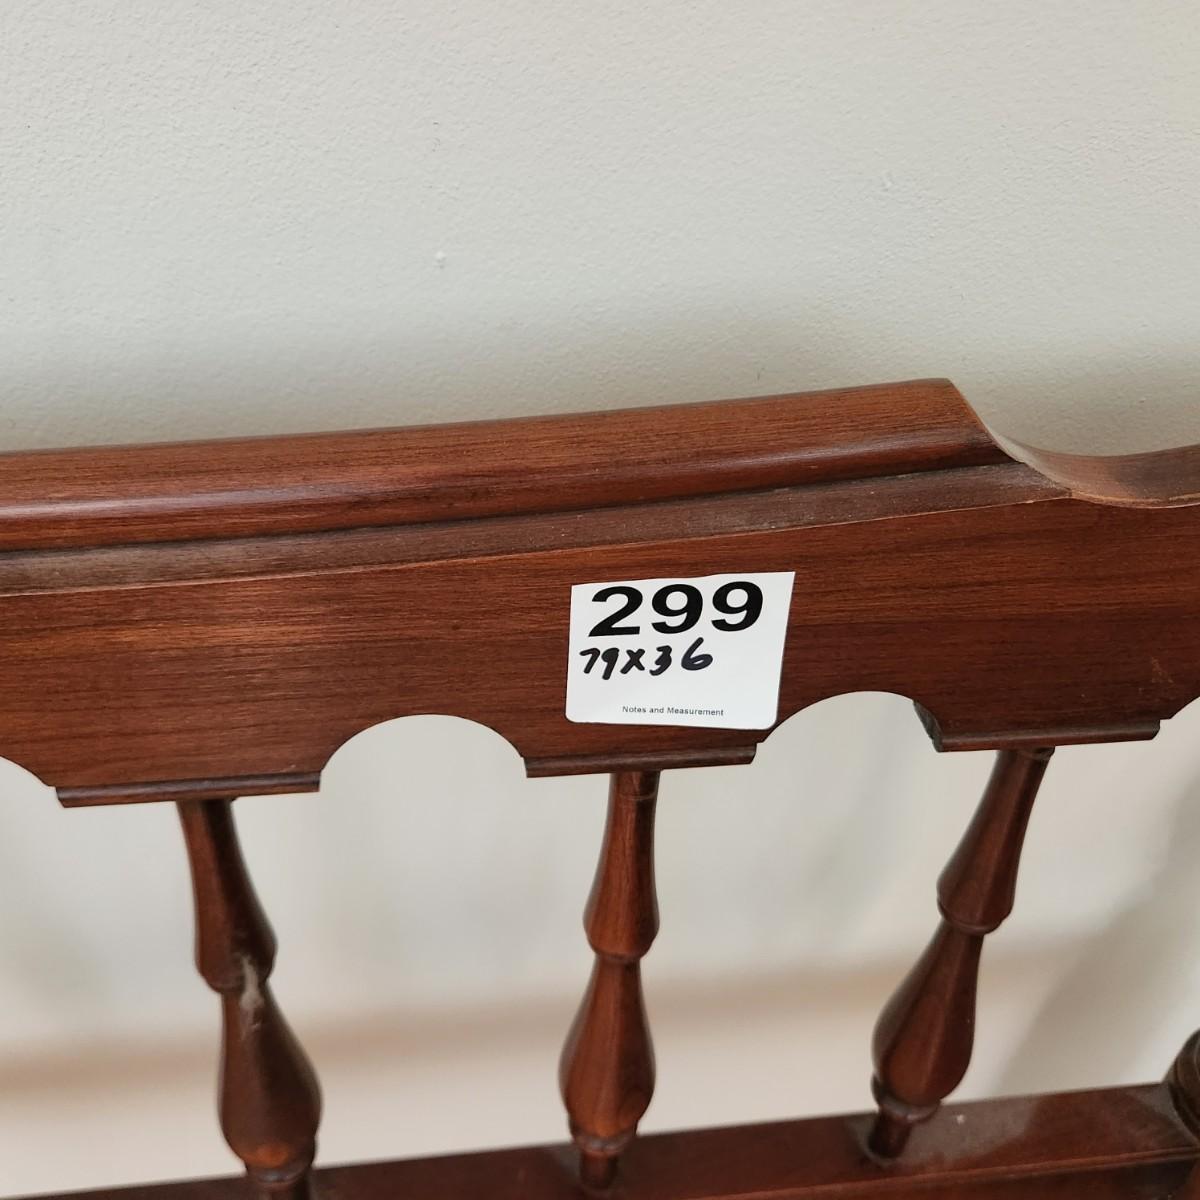 299
79x36
Notes and Measurement